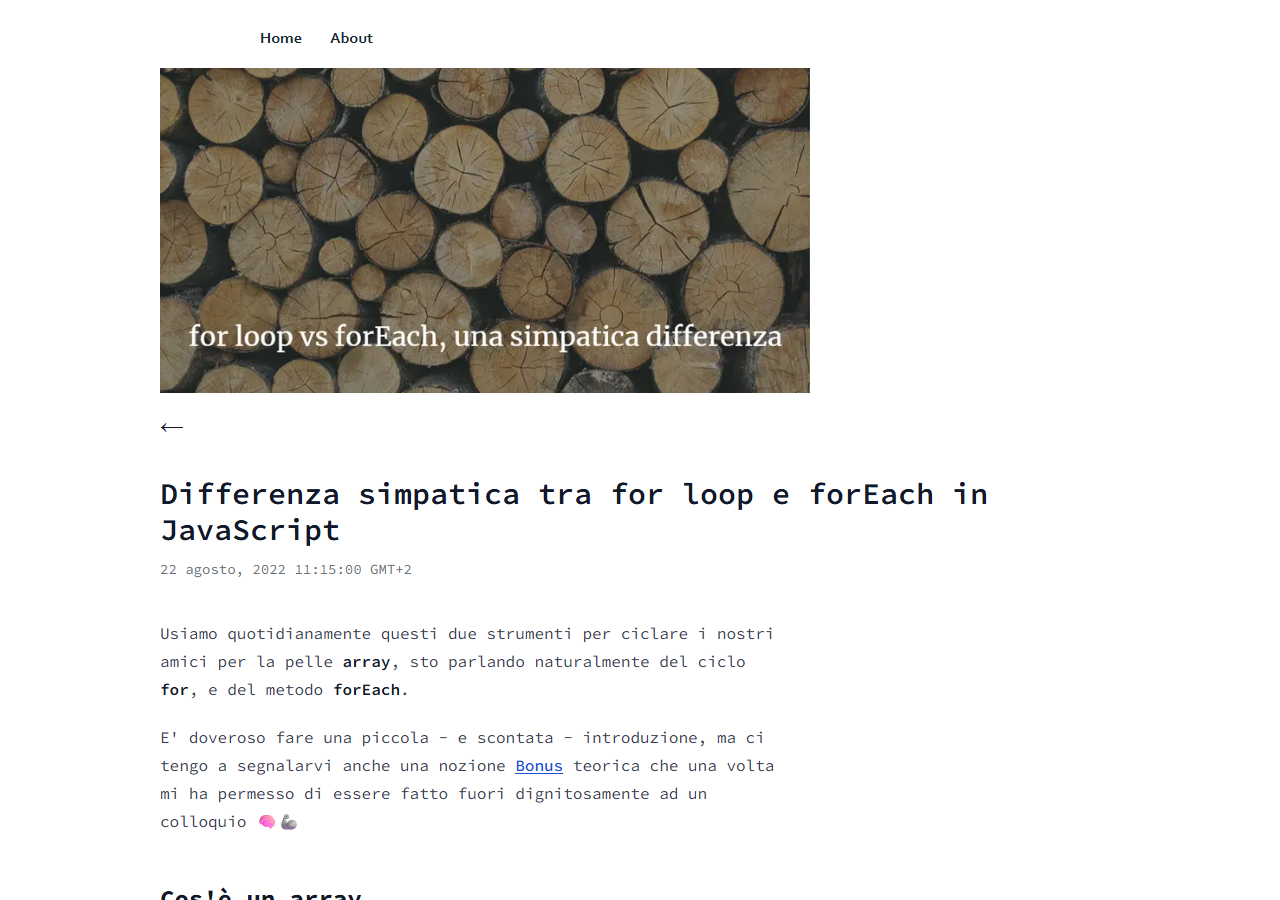 Home About
for loop vs forEach, una simpatica differenza
←
Differenza simpatica tra for loop e forEach in
JavaScript
22 agosto, 2022 11:15:00 GMT+2
Usiamo quotidianamente questi due strumenti per ciclare i nostri
amici per la pelle array, sto parlando naturalmente del ciclo
for, e del metodo forEach.
E' doveroso fare una piccola - e scontata - introduzione, ma ci
tengo a segnalarvi anche una nozione Bonus teorica che una volta
mi ha permesso di essere fatto fuori dignitosamente ad un
colloquio 🧠 🦾
Cos'è un array